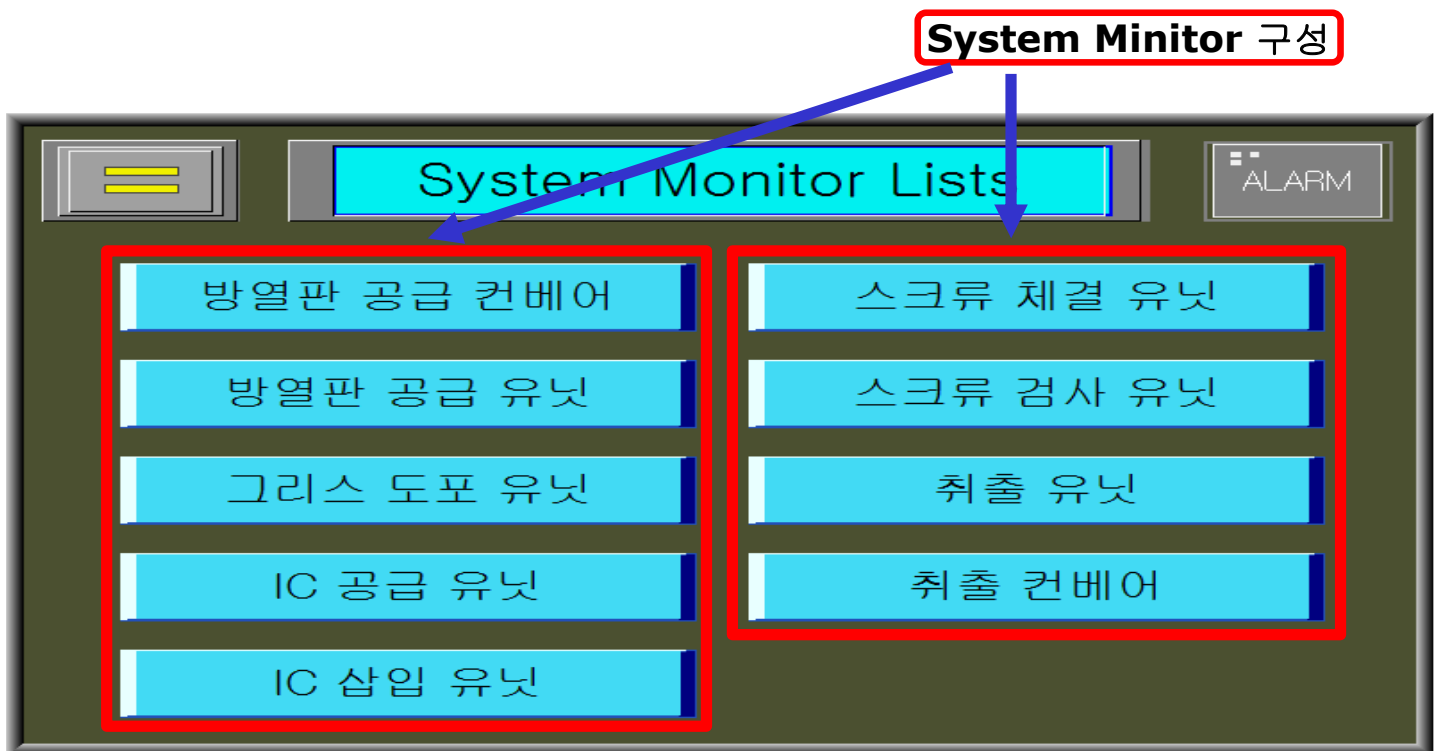 System Minitor 구성
System Monitor Lists
ALARM
방열판 공급 컨베어
방열판 공급 유닛
그리스 도포 유닛
IC 공급 유닛
IC 삽입 유닛
스크류 체결 유닛
스크류 검사 유닛
취출 유닛
취출 컨베어